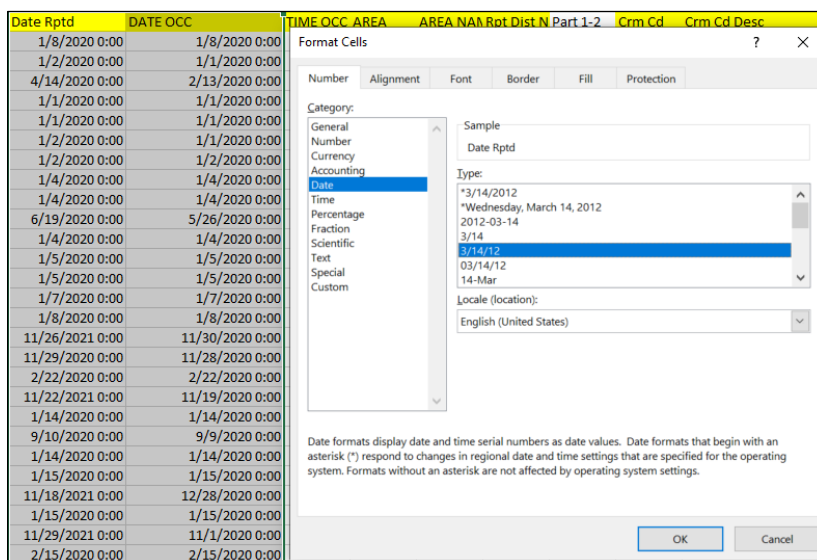 Date Rptd DATE OCC TIME OCC AREA AREA NAM Rpt Dist N Part 1-2 Crm Cd Crm Cd Desc
1/8/2020 0:00 1/8/2020 0:00
1/2/2020 0:00 1/1/2020 0:00
4/14/2020 0:00 2/13/2020 0:00
1/1/2020 0:00 1/1/2020 0:00
1/1/2020 0:00 1/1/2020 0:00
1/2/2020 0:00 1/1/2020 0:00
1/2/2020 0:00 1/2/2020 0:00
1/4/2020 0:00 1/4/2020 0:00
1/4/2020 0:00 1/4/2020 0:00
6/19/2020 0:00 5/26/2020 0:00
1/4/2020 0:00 1/4/2020 0:00
1/5/2020 0:00 1/5/2020 0:00
1/5/2020 0:00 1/5/2020 0:00
1/7/2020 0:00 1/7/2020 0:00
1/8/2020 0:00 1/8/2020 0:00
11/26/2021 0:00 11/30/2020 0:00
11/29/2020 0:00 11/28/2020 0:00
2/22/2020 0:00 2/22/2020 0:00
11/22/2021 0:00 11/19/2020 0:00
1/14/2020 0:00 1/14/2020 0:00
9/10/2020 0:00 9/9/2020 0:00
1/14/2020 0:00 1/14/2020 0:00
1/15/2020 0:00 1/15/2020 0:00
11/18/2021 0:00 12/28/2020 0:00
1/15/2020 0:00 1/15/2020 0:00
11/29/2021 0:00 11/1/2020 0:00
2/15/2020 0:00 2/15/2020 0:00
Format Cells ? X
Number Alignment Font Border Fill Protection
Category:
General
Number
Currency
Accounting
Date
Time
Percentage
Fraction
Scientific
Text
Special
Custom
Sample
Date Rptd
Type:
*3/14/2012
*Wednesday, March 14, 2012
2012-03-14
3/14
3/14/12
03/14/12
14-Mar
Locale (location):
English (United States)
Date formats display date and time serial numbers as date values. Date formats that begin with an
asterisk (*) respond to changes in regional date and time settings that are specified for the operating
system. Formats without an asterisk are not affected by operating system settings.
OK Cancel